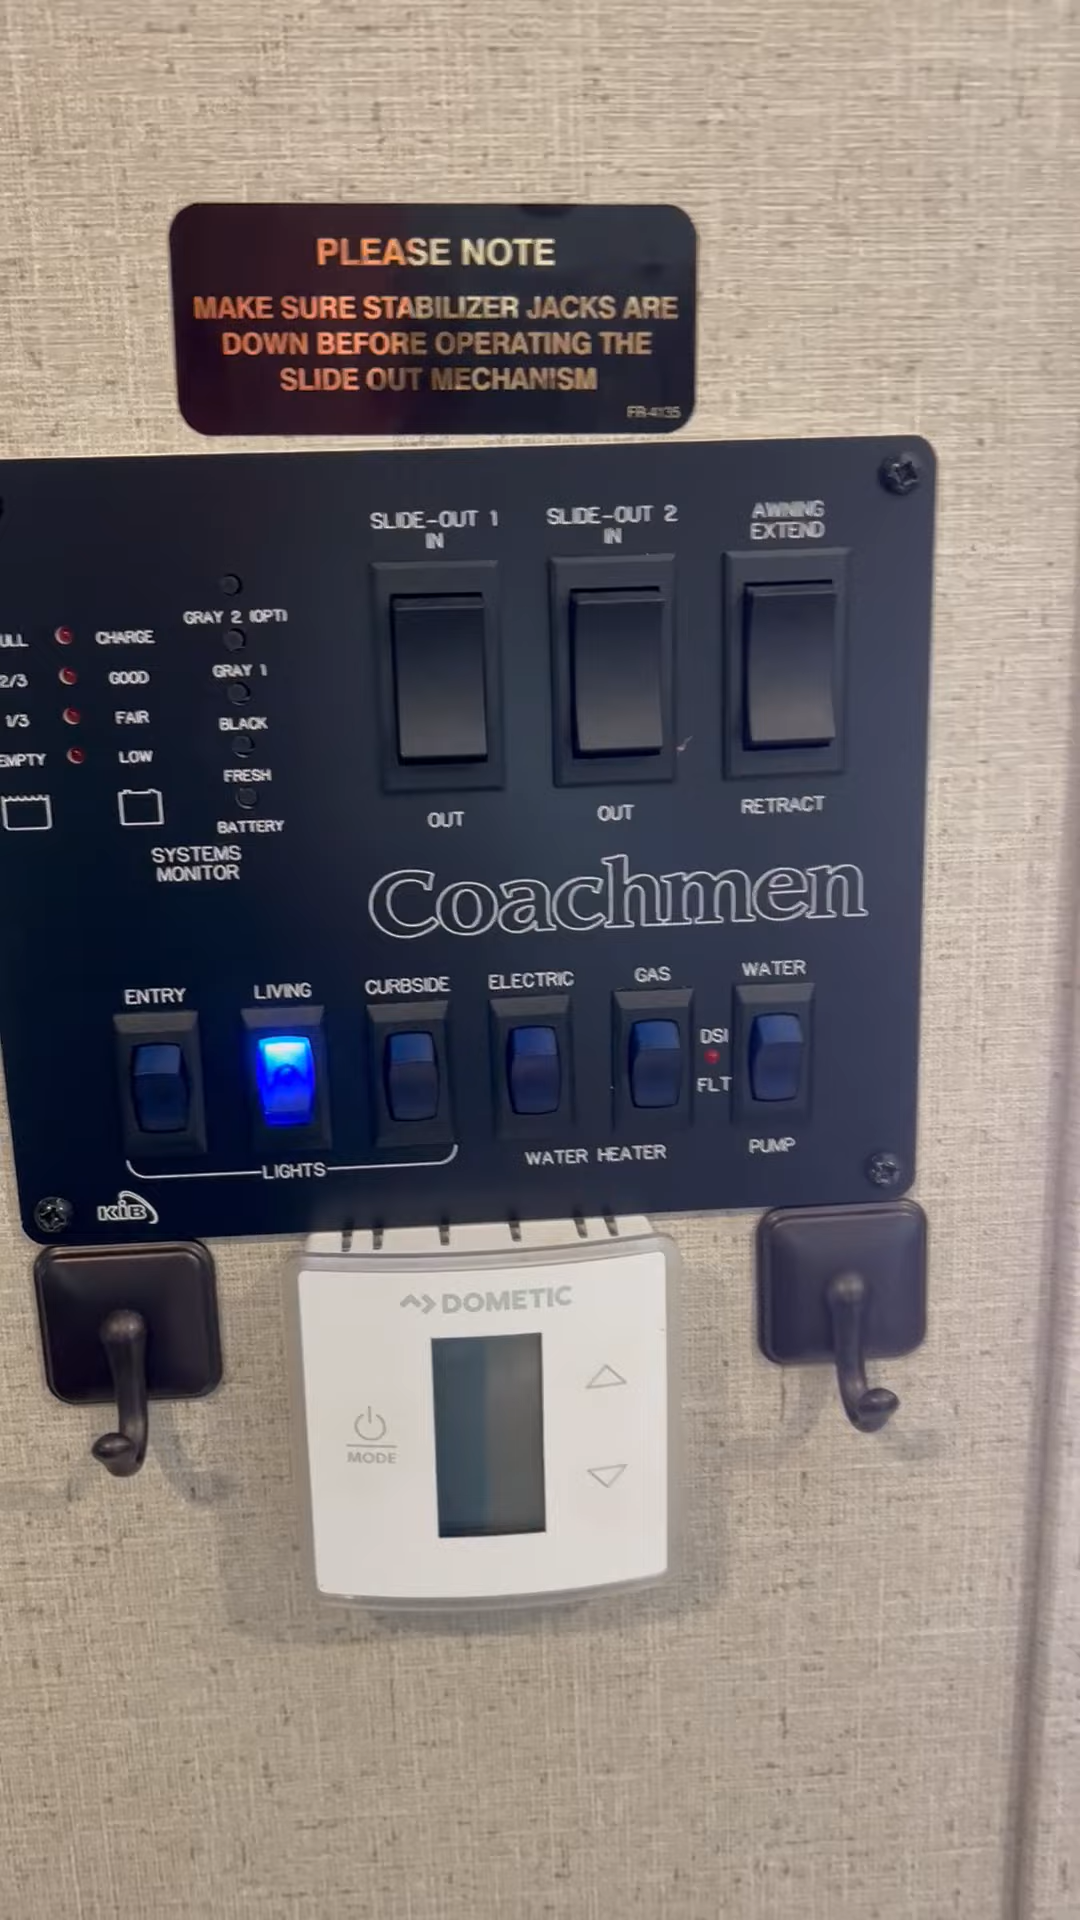 PLEASE NOTE
MAKE SURE STABILIZER JACKS ARE
DOWN BEFORE OPERATING THE
SLIDE OUT MECHANISM
FR-4135
SLIDE-OUT 1
IN
SLIDE-OUT 2
IN
AWNING
EXTEND
GRAY 2 (OPT)
ULL CHARGE
GRAY 1
2/3 GOOD
1/3 FAIR
BLACK
EMPTY LOW
FRESH
BATTERY
OUT
OUT
RETRACT
SYSTEMS
MONITOR
Coachmen
ENTRY
LIVING
CURBSIDE
ELECTRIC
GAS
WATER
DSI
FLT
LIGHTS
WATER HEATER
PUMP
KIB
DOMETIC
MODE